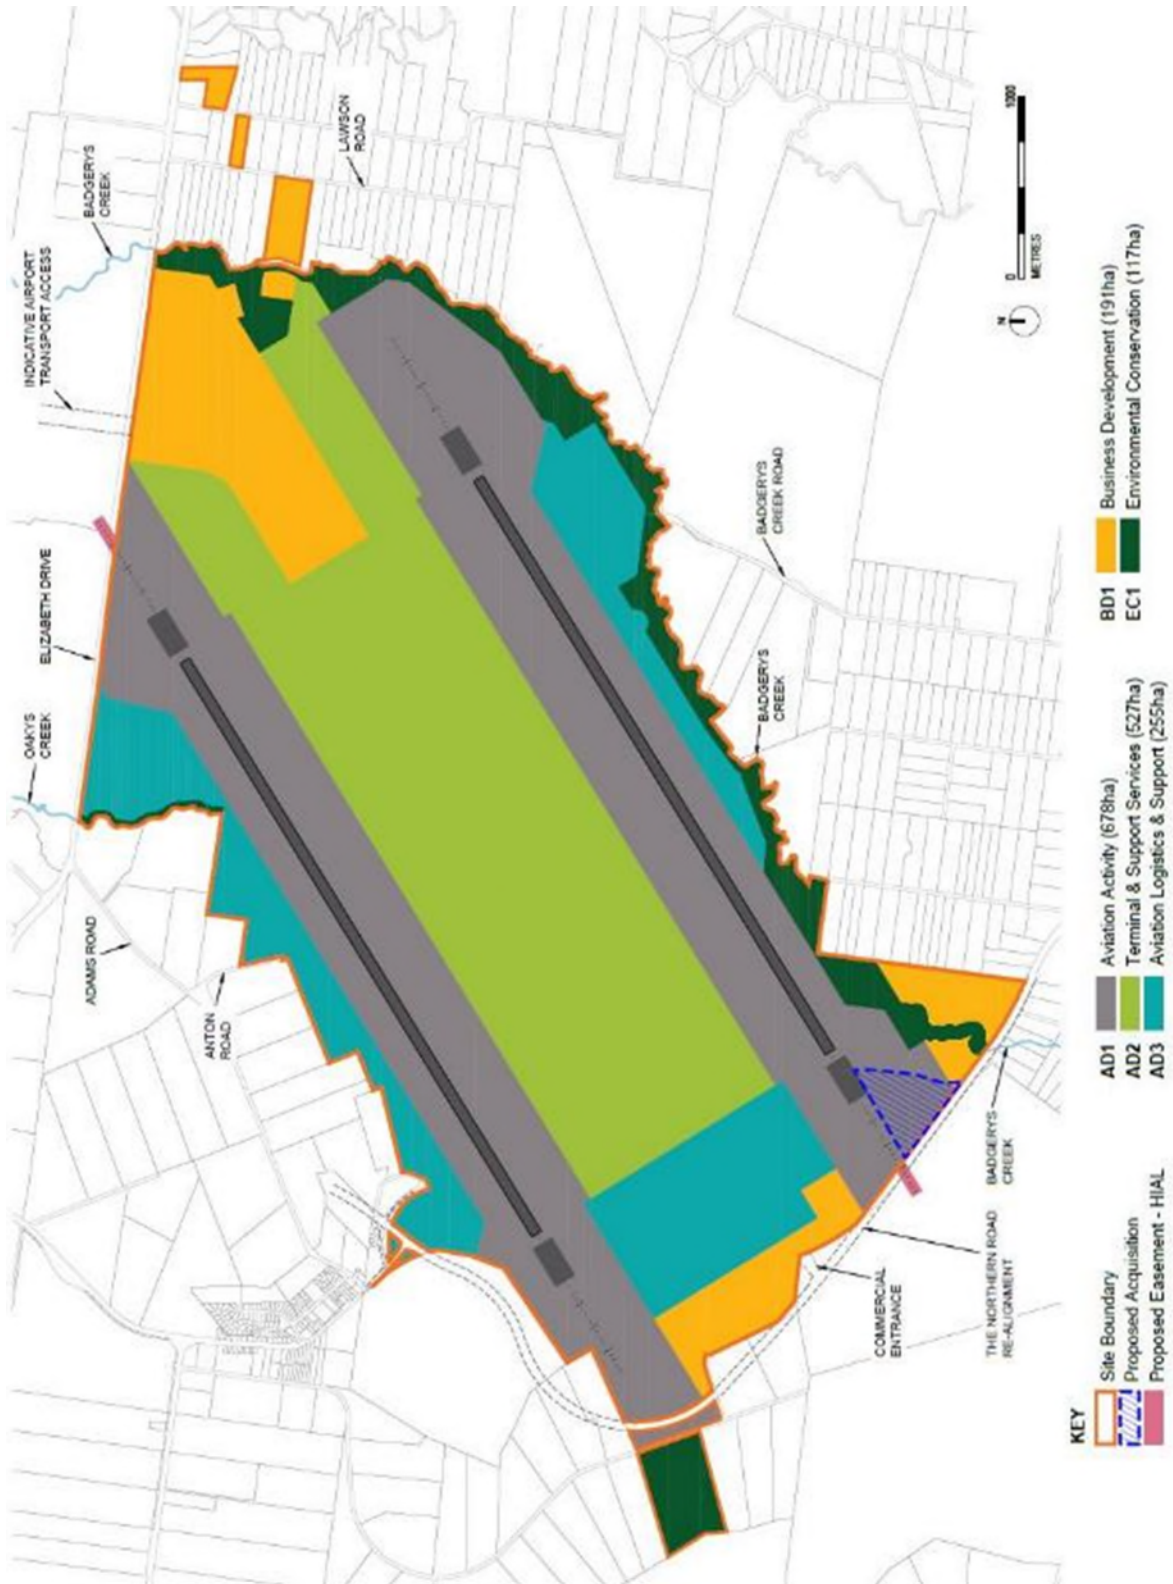 OAKYS
CREEK
ELIZABETH DRIVE
INDICATIVE AIRPORT
TRANSPORT ACCESS
BADGERYS
CREEK
ADAMS ROAD
ANTON
ROAD
LAWSON
ROAD
COMMERCIAL
ENTRANCE
THE NORTHERN ROAD
RE-ALIGNMENT
BADGERYS
CREEK
BADGERYS
CREEK
BADGERYS
CREEK ROAD
N
0
1000
METRES
KEY
Site Boundary
Proposed Acquisition
Proposed Easement - HIAL
AD1 Aviation Activity (678ha)
AD2 Terminal & Support Services (527ha)
AD3 Aviation Logistics & Support (255ha)
BD1 Business Development (191ha)
EC1 Environmental Conservation (117ha)